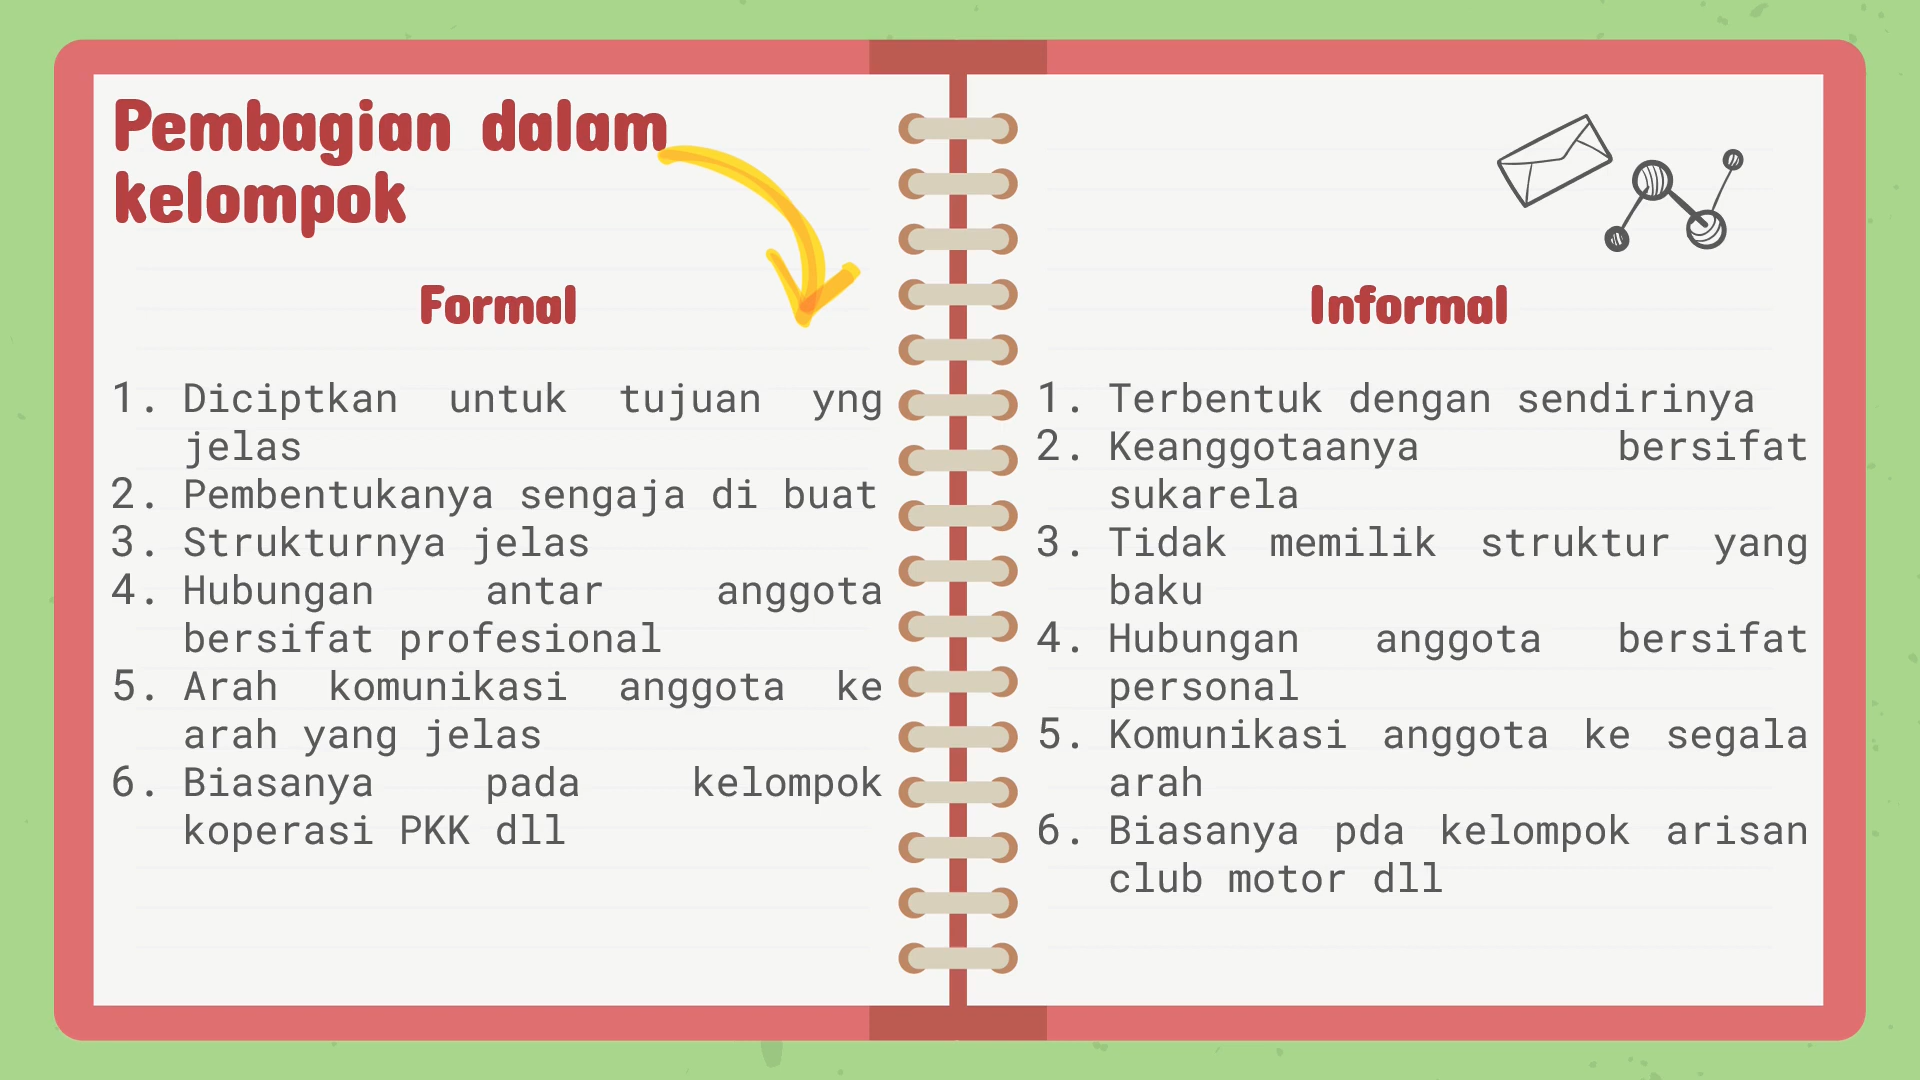 Pembagian dalam
kelompok
Formal
1. Diciptkan untuk tujuan yng
jelas
2. Pembentukanya sengaja di buat
3. Strukturnya jelas
4. Hubungan antar anggota
bersifat profesional
5. Arah komunikasi anggota ke
arah yang jelas
6. Biasanya pada kelompok
koperasi PKK dll
Informal
1. Terbentuk dengan sendirinya
2. Keanggotaanya bersifat
sukarela
3. Tidak memilik struktur yang
baku
4. Hubungan anggota bersifat
personal
5. Komunikasi anggota ke segala
arah
6. Biasanya pda kelompok arisan
club motor dll